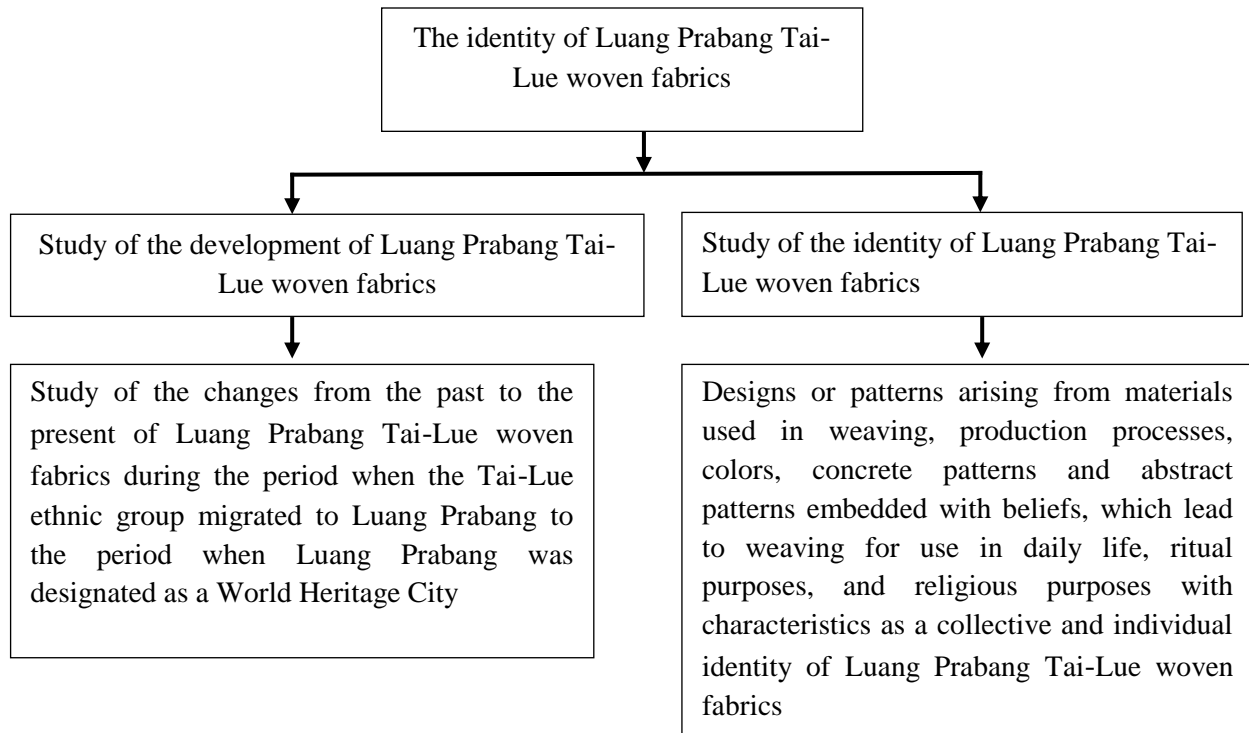 The identity of Luang Prabang Tai-
Lue woven fabrics
Study of the development of Luang Prabang Tai-
Lue woven fabrics
Study of the identity of Luang Prabang Tai-
Lue woven fabrics
Study of the changes from the past to the
present of Luang Prabang Tai-Lue woven
fabrics during the period when the Tai-Lue
ethnic group migrated to Luang Prabang to
the period when Luang Prabang was
designated as a World Heritage City
Designs or patterns arising from materials
used in weaving, production processes,
colors, concrete patterns and abstract
patterns embedded with beliefs, which lead
to weaving for use in daily life, ritual
purposes, and religious purposes with
characteristics as a collective and individual
identity of Luang Prabang Tai-Lue woven
fabrics